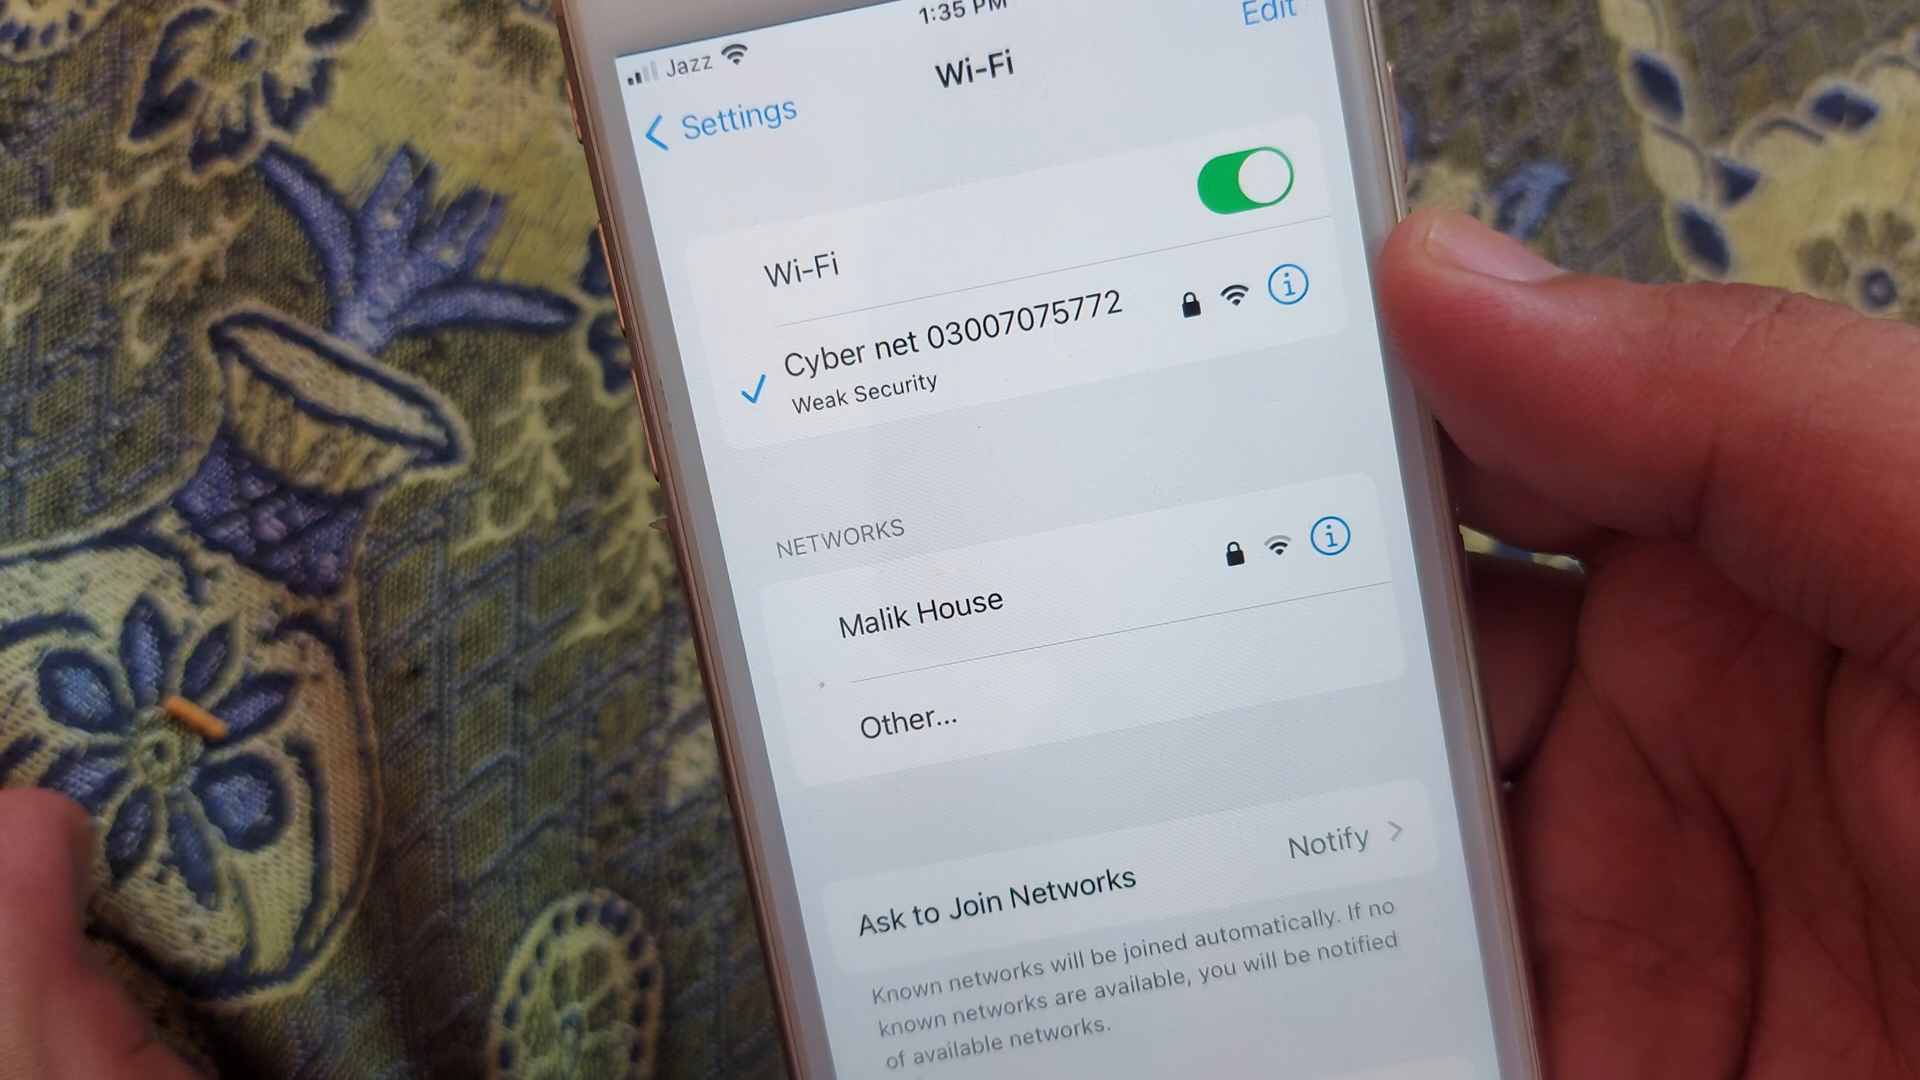 1:35 PM
Jazz
Edit
Wi-Fi
Settings
Wi-Fi
Cyber net 03007075772
Weak Security
NETWORKS
Malik House
Other...
Ask to Join Networks
Notify
Known networks will be joined automatically. If no
known networks are available, you will be notified
of available networks.